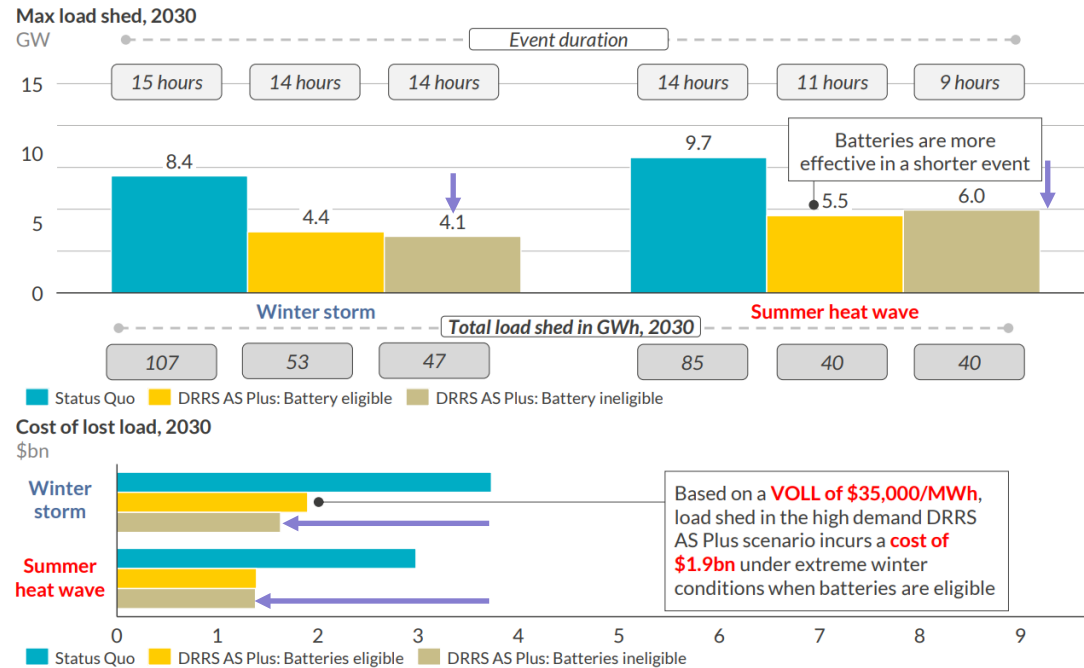 Max load shed, 2030
GW
Event duration
15 hours
14 hours
14 hours
14 hours
11 hours
9 hours
15
10
5
0
8.4
4.4
4.1
9.7
5.5
6.0
Batteries are more
effective in a shorter event
Winter storm
Summer heat wave
Total load shed in GWh, 2030
107
53
47
85
40
40
Status Quo
DRRS AS Plus: Battery eligible
DRRS AS Plus: Battery ineligible
Cost of lost load, 2030
$bn
Winter
storm
Summer
heat wave
Based on a VOLL of $35,000/MWh,
load shed in the high demand DRRS
AS Plus scenario incurs a cost of
$1.9bn under extreme winter
conditions when batteries are eligible
0
1
2
3
4
5
6
7
8
9
Status Quo
DRRS AS Plus: Batteries eligible
DRRS AS Plus: Batteries ineligible